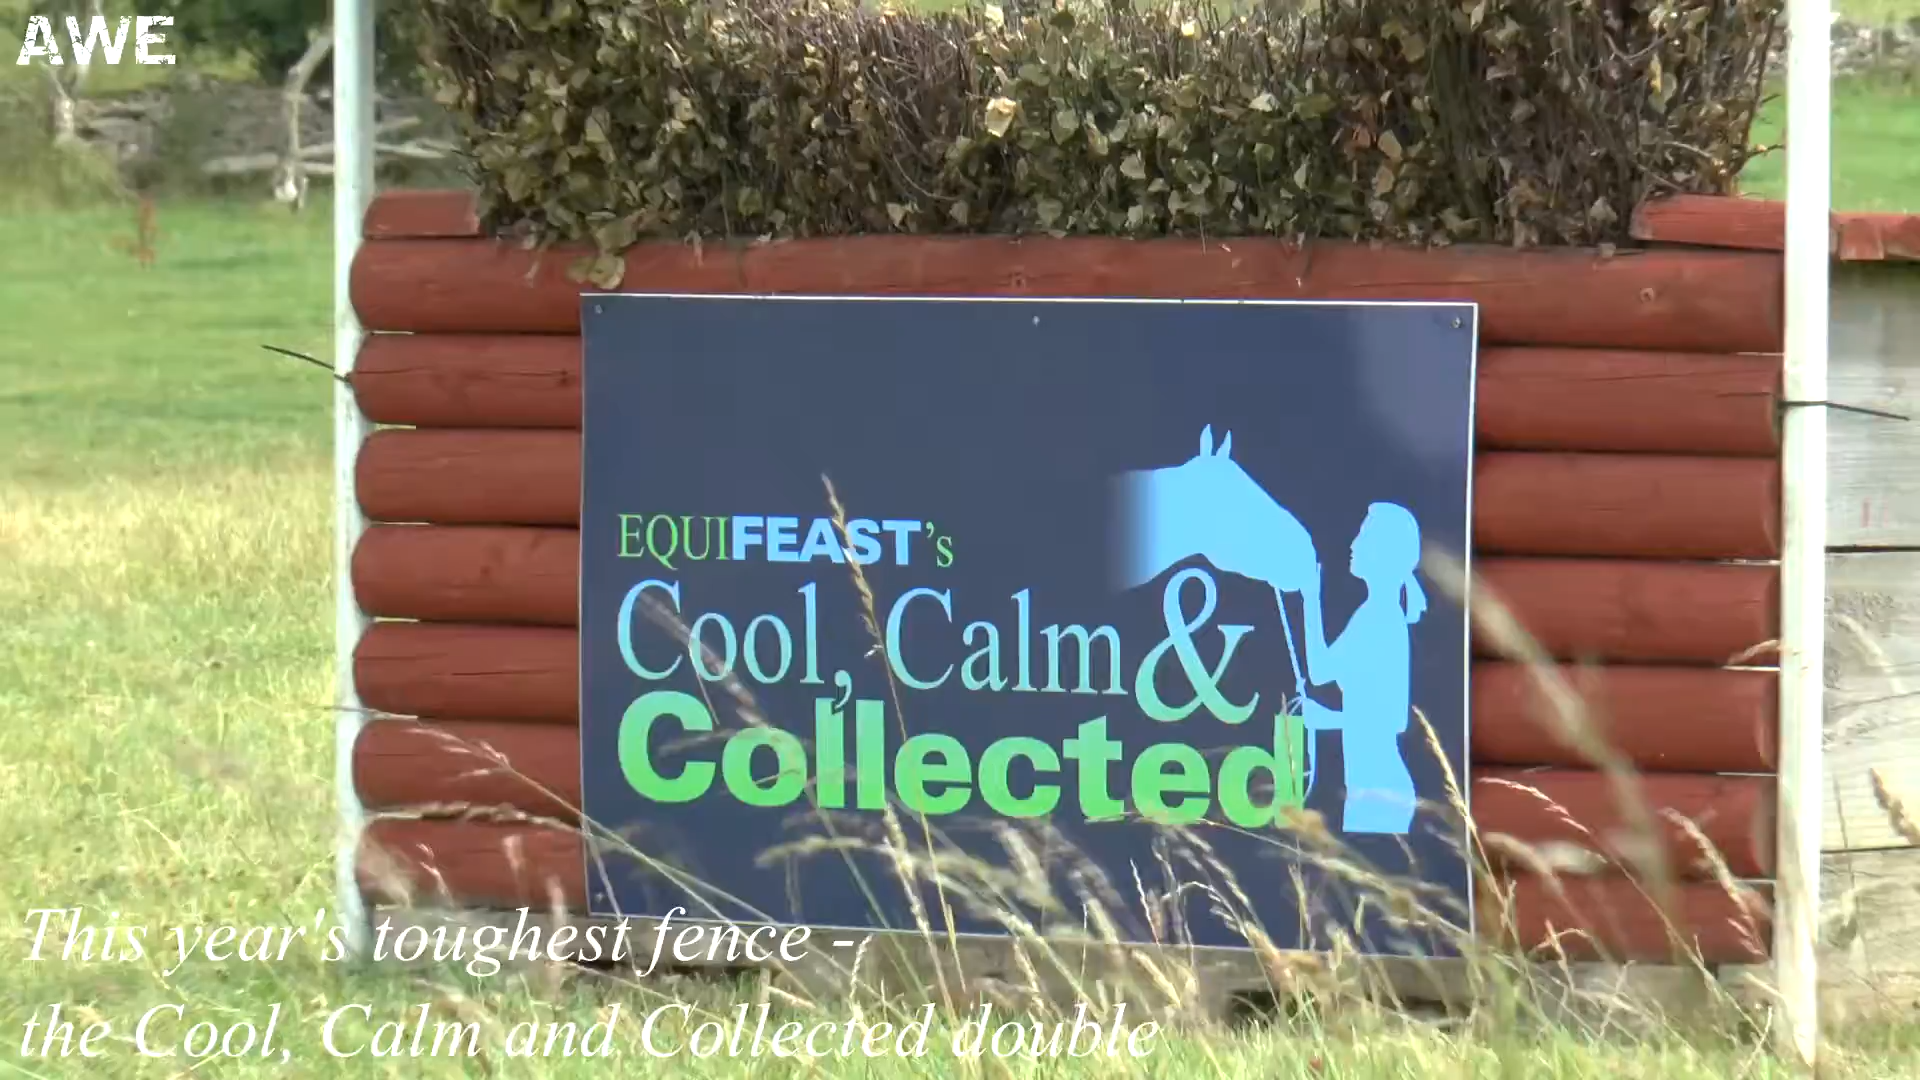 AWE
EQUIFEAST's
Cool, Calm &
Collected
This year's toughest fence -
the Cool, Calm and Collected double